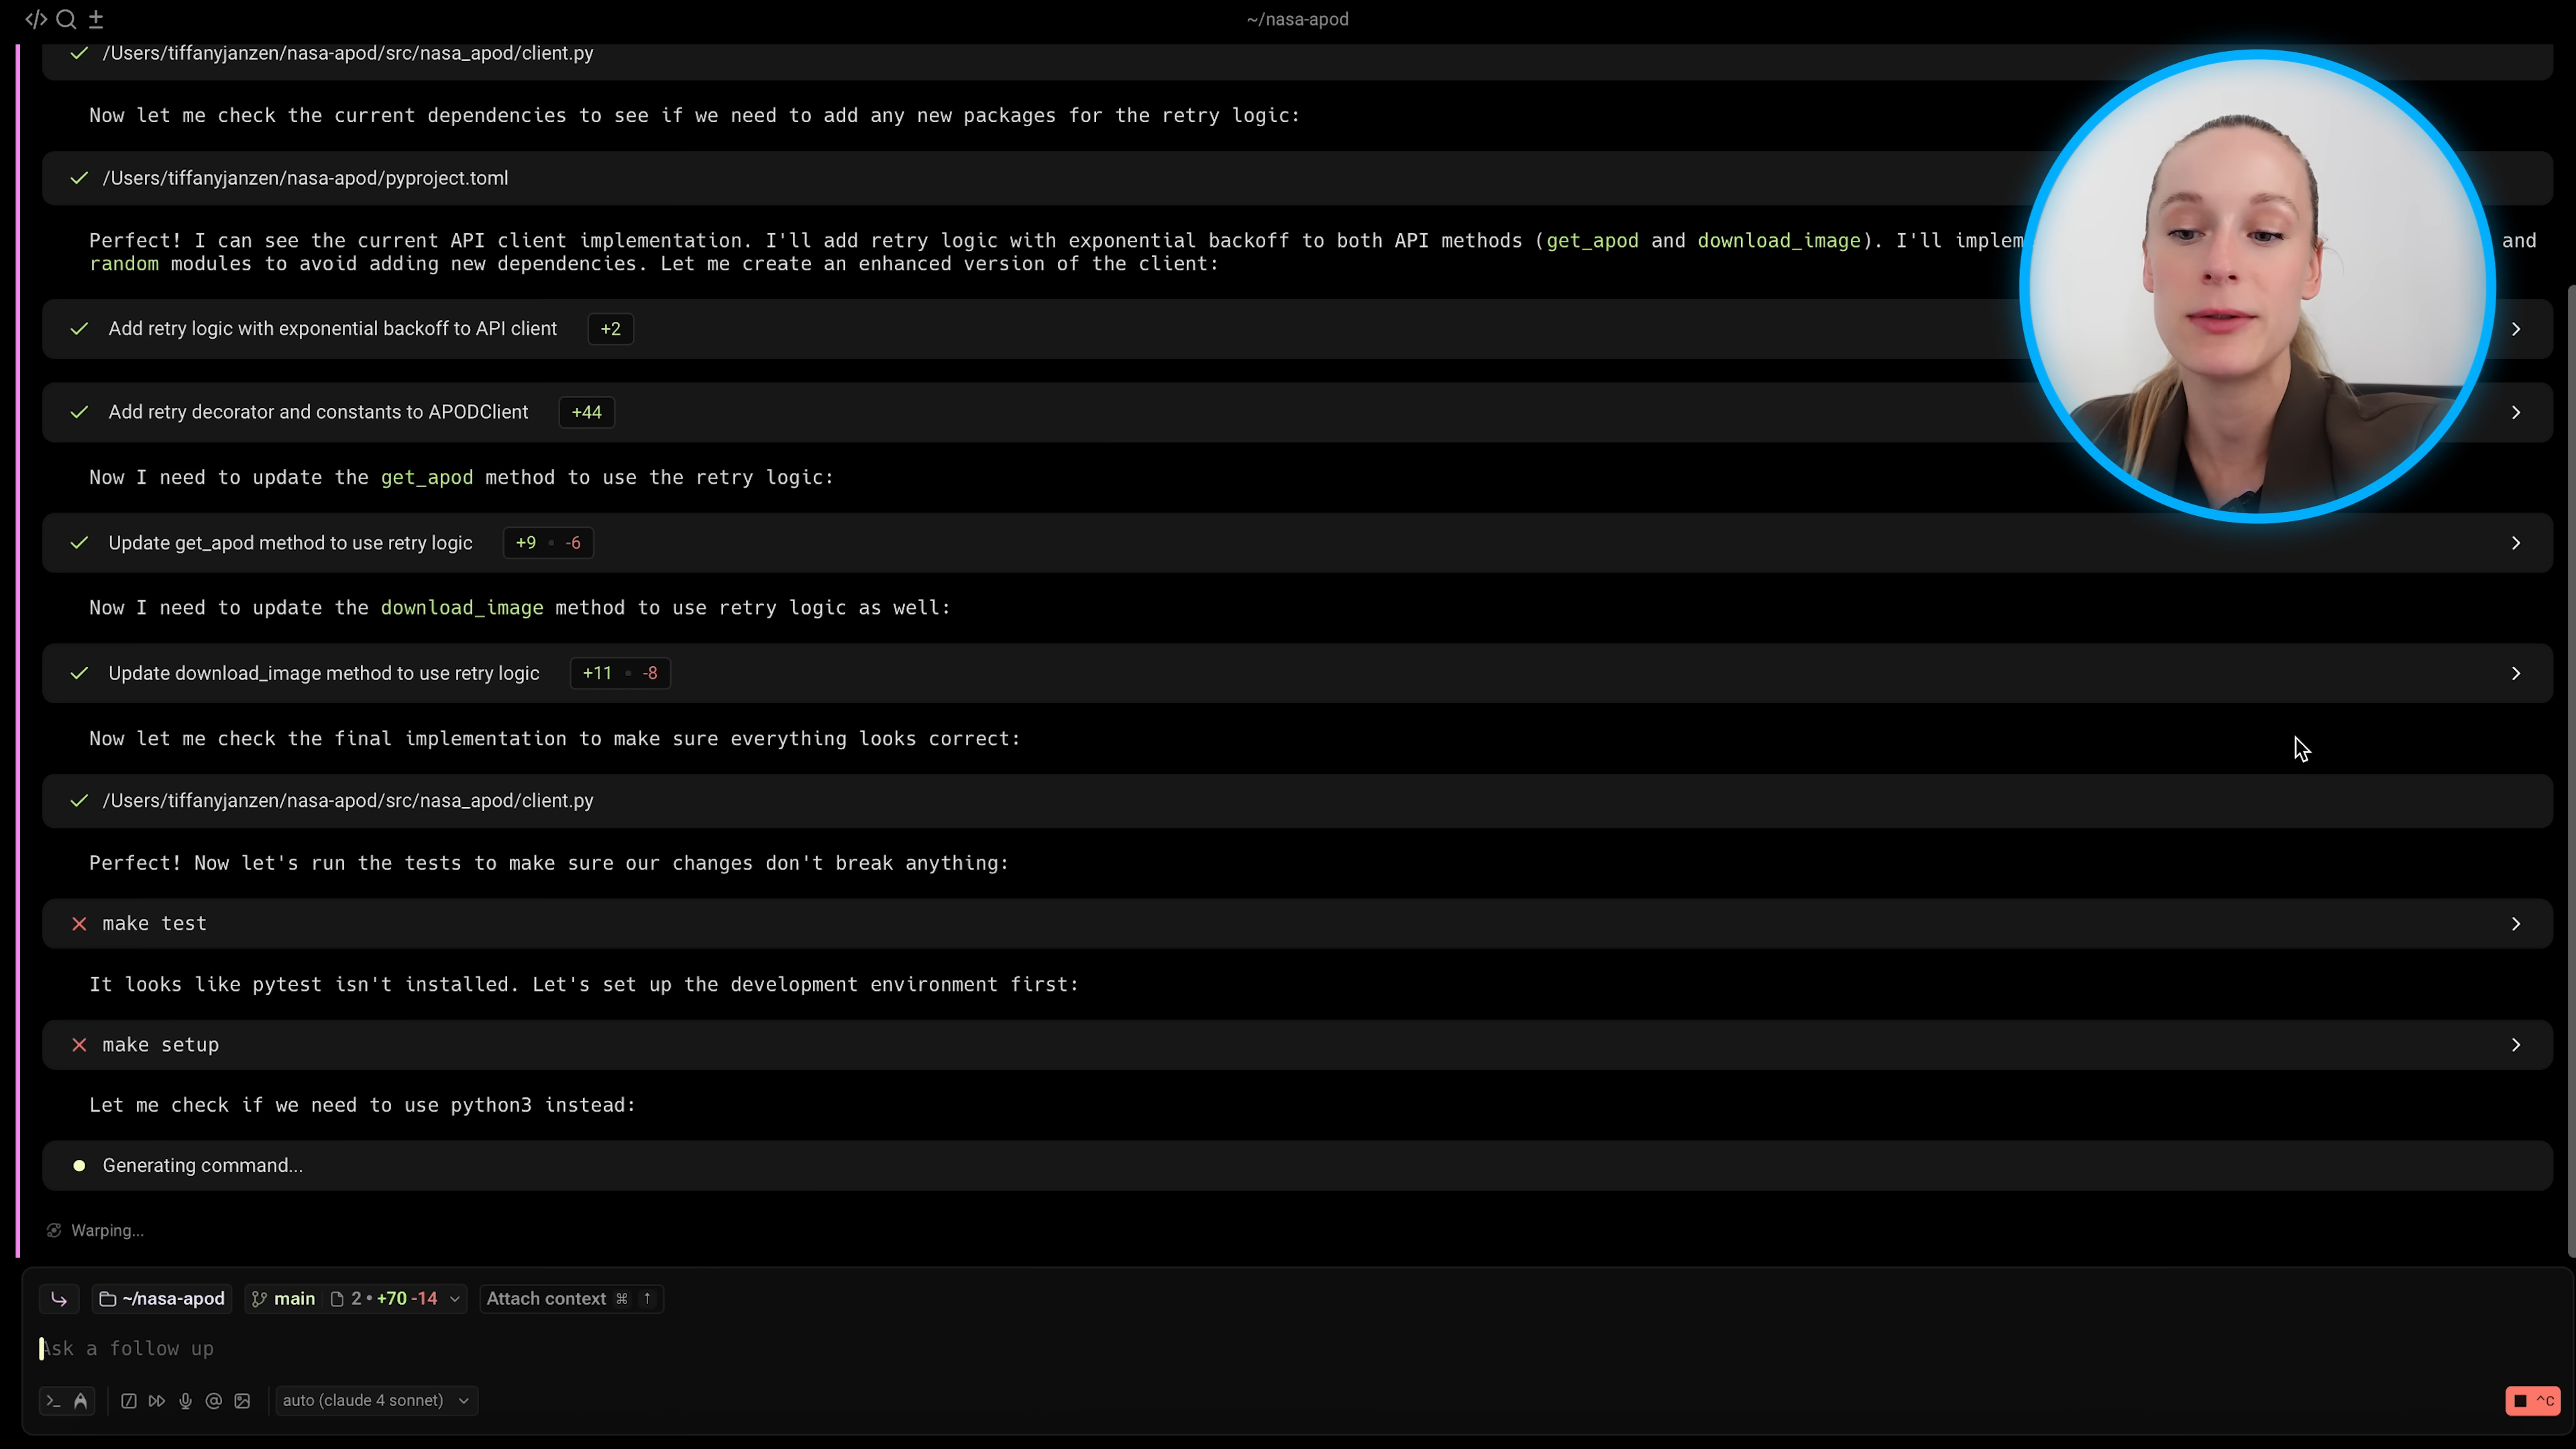 ~/nasa-apod
/Users/tiffanyjanzen/nasa-apod/src/nasa_apod/client.py
Now let me check the current dependencies to see if we need to add any new packages for the retry logic:
/Users/tiffanyjanzen/nasa-apod/pyproject.toml
Perfect! I can see the current API client implementation. I'll add retry logic with exponential backoff to both API methods (get_apod and download_image). I'll and
random modules to avoid adding new dependencies. Let me create an enhanced version of the client:
Add retry logic with exponential backoff to API client +2
Add retry decorator and constants to APODClient +44
Now I need to update the get_apod method to use the retry logic:
Update get_apod method to use retry logic +9 • -6
Now I need to update the download_image method to use retry logic as well:
Update download_image method to use retry logic +11 • -8
Now let me check the final implementation to make sure everything looks correct:
/Users/tiffanyjanzen/nasa-apod/src/nasa_apod/client.py
Perfect! Now let's run the tests to make sure our changes don't break anything:
make test
It looks like pytest isn't installed. Let's set up the development environment first:
make setup
Let me check if we need to use python3 instead:
Generating command...
Warping...
~/nasa-apod main 2 • +70 -14 Attach context ⌘ ↑
Ask a follow up
auto (claude 4 sonnet) ^C